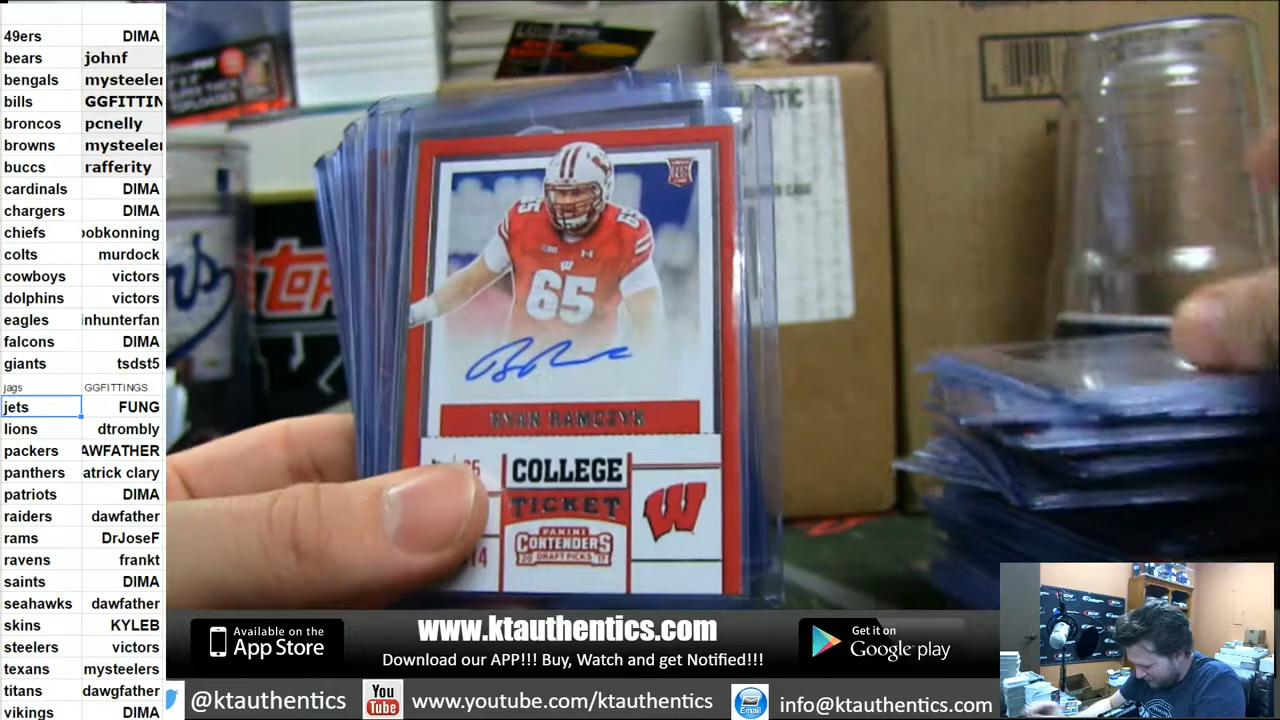 49ers DIMA
bears johnf
bengals mysteeler
bills GGFITTIN
broncos pcnelly
browns mysteeler
buccs rafferity
cardinals DIMA
chargers DIMA
chiefs obkonning
colts murdock
cowboys victors
dolphins victors
eagles inhunterfan
falcons DIMA
giants tsdst5
jags GGFITTINGS
jets FUNG
lions dtrombly
packers AWFATHER
panthers atrick clary
patriots DIMA
raiders dawfather
rams DrJoseF
ravens frankt
saints DIMA
seahawks dawfather
skins KYLEB
steelers victors
texans mysteelers
titans dawgfather
vikings DIMA
65
RYAN RAMCZYK
COLLEGE
TICKET
W
PANINI
CONTENDERS
DRAFT PICKS
Available on the
App Store
www.ktauthentics.com
Download our APP!!! Buy, Watch and get Notified!!!
Get it on
Google play
@ktauthentics
You
Tube
www.youtube.com/ktauthentics
Email
info@ktauthentics.com